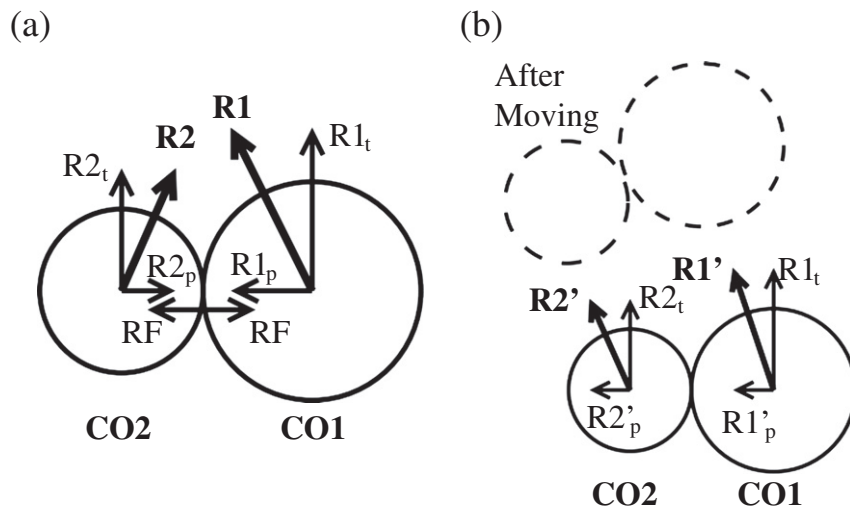 (a)
R2
R1
R2t
R1t
R2p
R1p
RF
RF
CO2
CO1
(b)
After
Moving
R2’
R2t
R1’
R1t
R2’p
R1’p
CO2
CO1